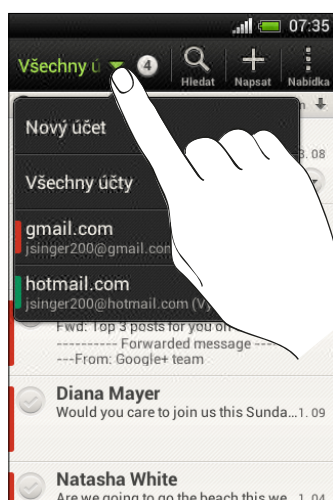 07:35
Všechny ú 4
Hledat Napsat Nabídka
Nový účet
3. 08
Všechny účty
gmail.com
jsinger200@gmail.com
hotmail.com
jsinger200@hotmail.com
Fwd: Top 3 posts for you on
---------- Forwarded message ----
---From: Google+ team
Diana Mayer
Would you care to join us this Sunda... 1. 09
Natasha White
Are we going to go the beach this we... 1. 04